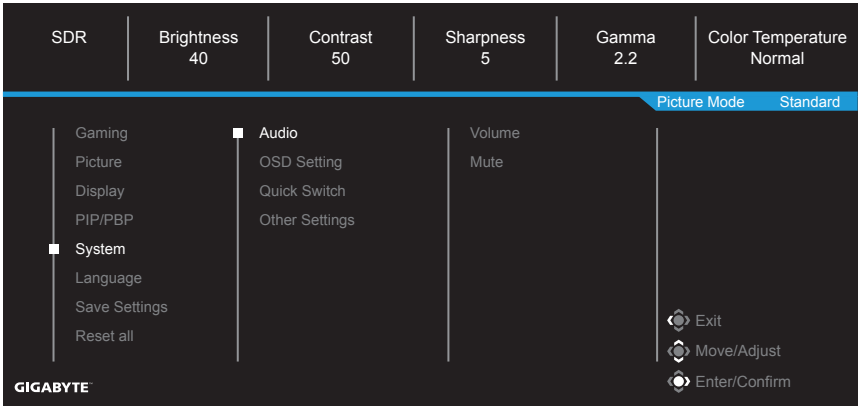 SDR Brightness Contrast Sharpness Gamma Color Temperature
40 50 5 2.2 Normal
Picture Mode Standard
Gaming Audio Volume
Picture OSD Setting Mute
Display Quick Switch
PIP/PBP Other Settings
System
Language
Save Settings
Reset all
Exit
Move/Adjust
Enter/Confirm
GIGABYTE™